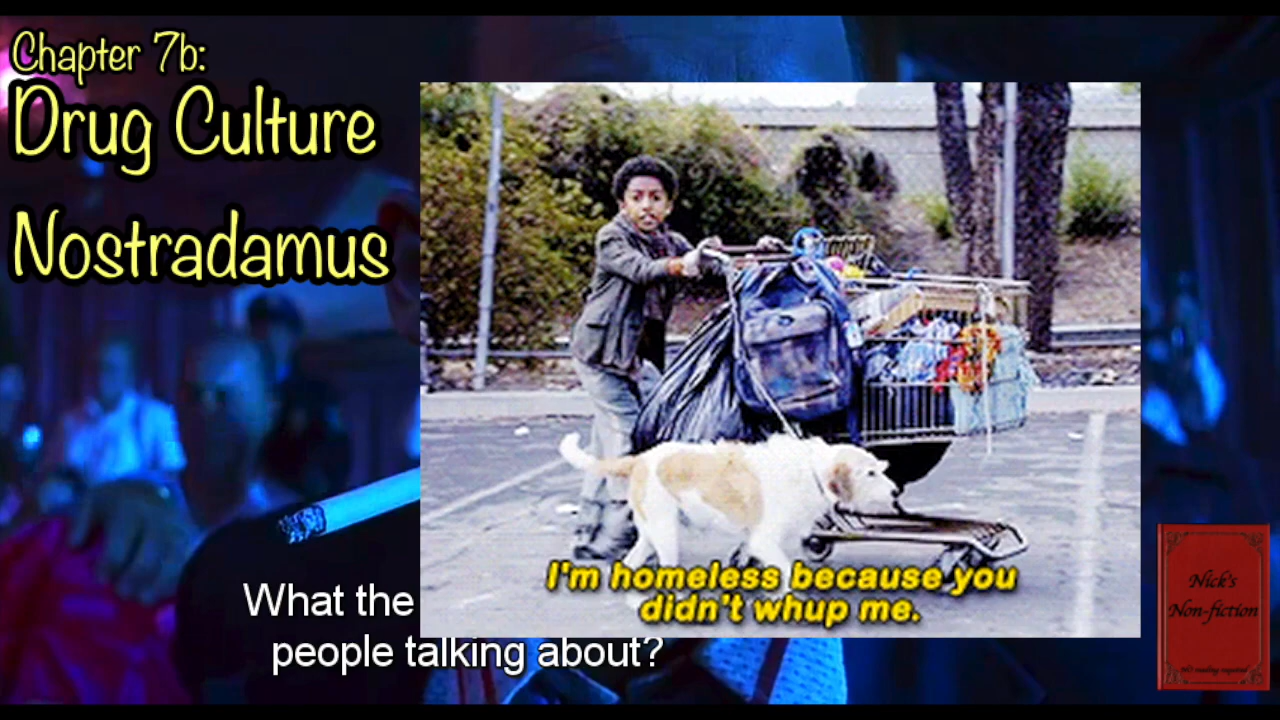 Chapter 7b:
Drug Culture
Nostradamus
I'm homeless because you
didn't whup me.
What the
people talking about?
Nick's
Non-fiction